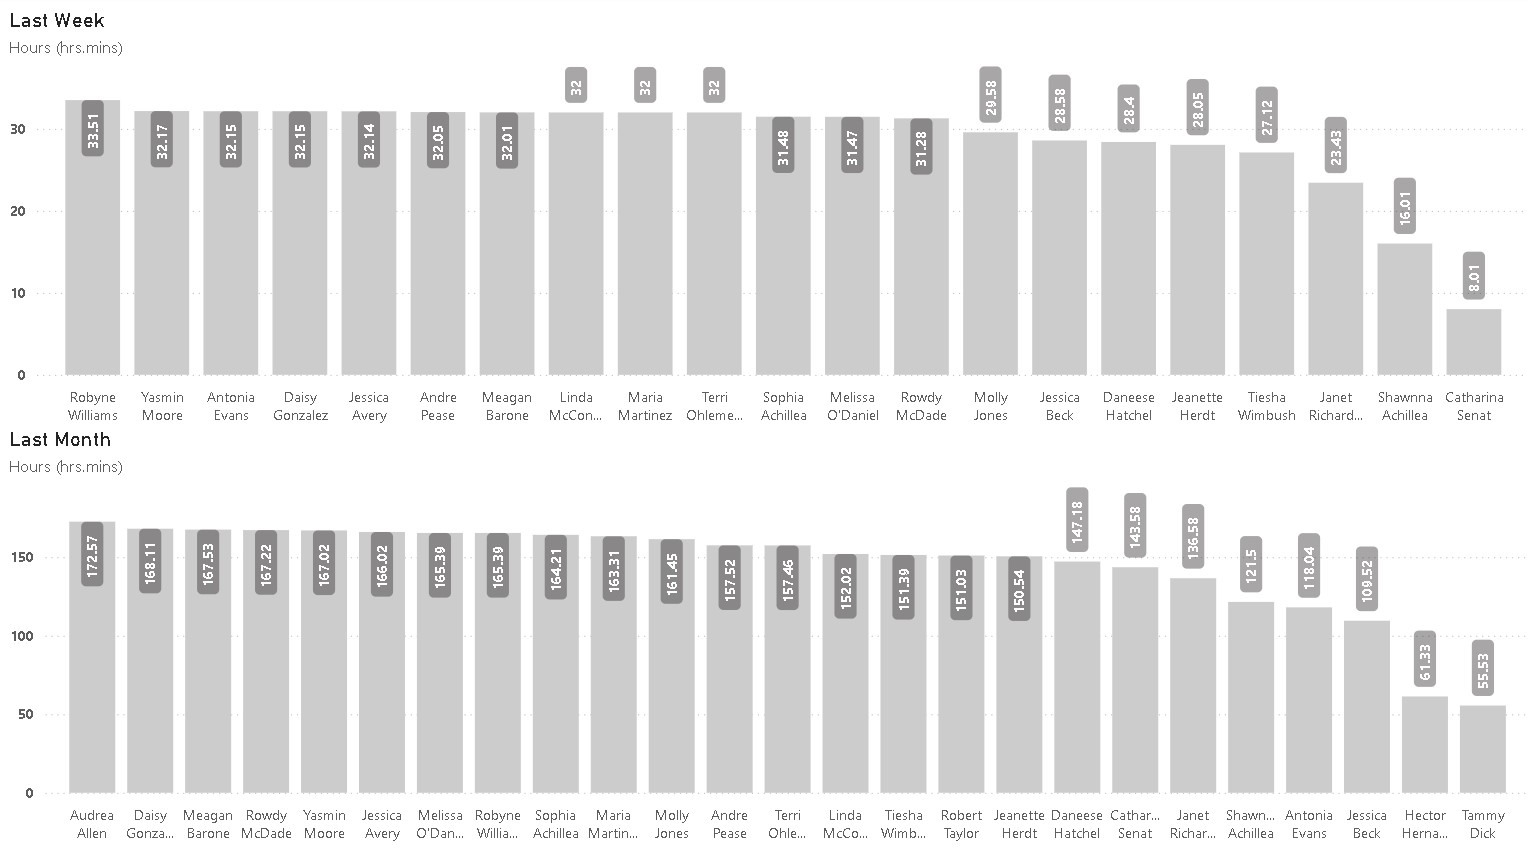 Last Week
Hours (hrs.mins)
30
20
10
0
33.51
32.17
32.15
32.15
32.14
32.05
32.01
32
32
32
31.48
31.47
31.28
29.58
28.58
28.4
28.05
27.12
23.43
16.01
8.01
Robyne
Williams
Yasmin
Moore
Antonia
Evans
Daisy
Gonzalez
Jessica
Avery
Andre
Pease
Meagan
Barone
Linda
McCon...
Maria
Martinez
Terri
Ohleme...
Sophia
Achillea
Melissa
O'Daniel
Rowdy
McDade
Molly
Jones
Jessica
Beck
Daneese
Hatchel
Jeanette
Herdt
Tiesha
Wimbush
Janet
Richard...
Shawnna
Achillea
Catharina
Senat
Last Month
Hours (hrs.mins)
150
100
50
0
172.57
168.11
167.53
167.22
167.02
166.02
165.39
165.39
164.21
163.31
161.45
157.52
157.46
152.02
151.39
151.03
150.54
147.18
143.58
136.58
121.5
118.04
109.52
61.33
55.53
Audrea
Allen
Daisy
Gonza...
Meagan
Barone
Rowdy
McDade
Yasmin
Moore
Jessica
Avery
Melissa
O'Dan...
Robyne
Willia...
Sophia
Achillea
Maria
Martin...
Molly
Jones
Andre
Pease
Terri
Ohle...
Linda
McCo...
Tiesha
Wimb...
Robert
Taylor
Jeanette
Herdt
Daneese
Hatchel
Cathar...
Senat
Janet
Richar...
Shawn...
Achillea
Antonia
Evans
Jessica
Beck
Hector
Herna...
Tammy
Dick